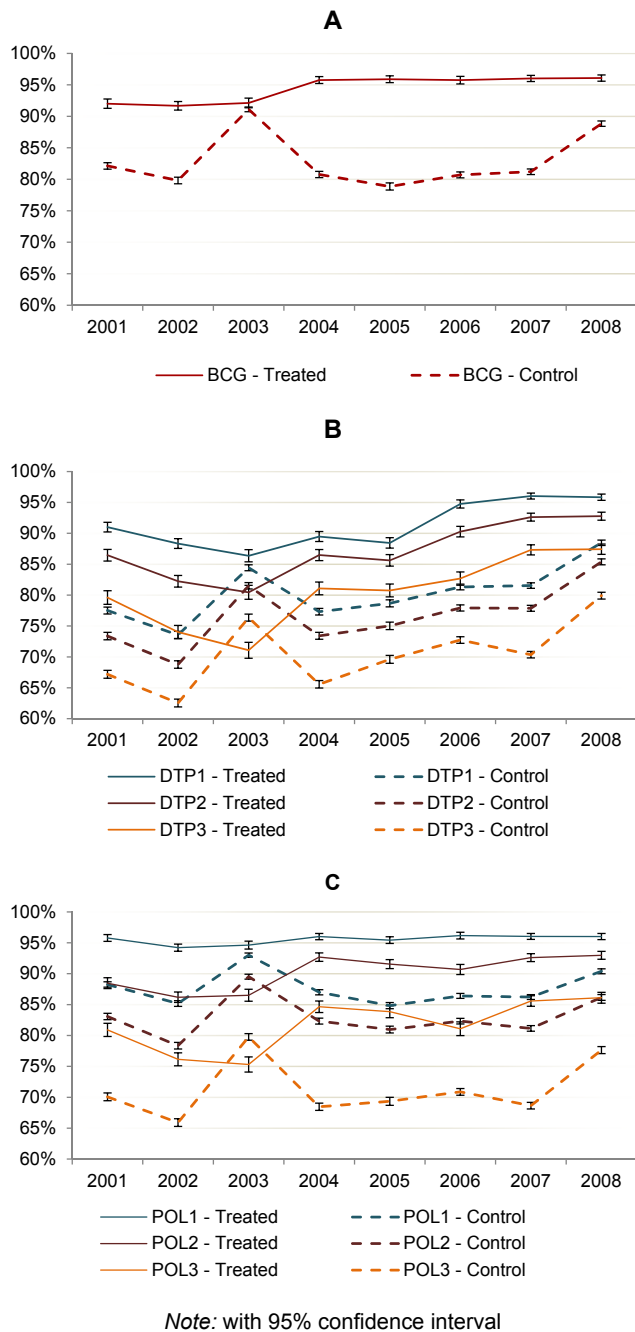 A
100%
95%
90%
85%
80%
75%
70%
65%
60%
2001 2002 2003 2004 2005 2006 2007 2008
BCG - Treated BCG - Control
B
100%
95%
90%
85%
80%
75%
70%
65%
60%
2001 2002 2003 2004 2005 2006 2007 2008
DTP1 - Treated DTP1 - Control
DTP2 - Treated DTP2 - Control
DTP3 - Treated DTP3 - Control
C
100%
95%
90%
85%
80%
75%
70%
65%
60%
2001 2002 2003 2004 2005 2006 2007 2008
POL1 - Treated POL1 - Control
POL2 - Treated POL2 - Control
POL3 - Treated POL3 - Control
Note: with 95% confidence interval